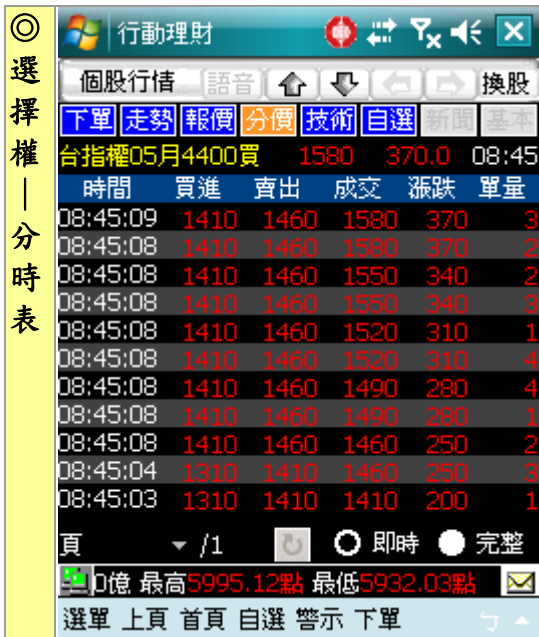 ◎選擇權—分時表
行動理財
個股行情 語音 換股
下單 走勢 報價 分價 技術 自選 新聞 基本
台指權05月4400買 1580 370.0 08:45
時間 買進 賣出 成交 漲跌 單量
08:45:09 1410 1460 1580 370 3
08:45:08 1410 1460 1580 370 2
08:45:08 1410 1460 1550 340 2
08:45:08 1410 1460 1550 340 3
08:45:08 1410 1460 1520 310 1
08:45:08 1410 1460 1520 310 4
08:45:08 1410 1460 1490 280 4
08:45:08 1410 1460 1490 280 1
08:45:08 1410 1460 1460 250 2
08:45:04 1310 1410 1460 250 3
08:45:03 1310 1410 1410 200 1
頁 /1 即時 完整
0億 最高5995.12點 最低5932.03點
選單 上頁 首頁 自選 警示 下單